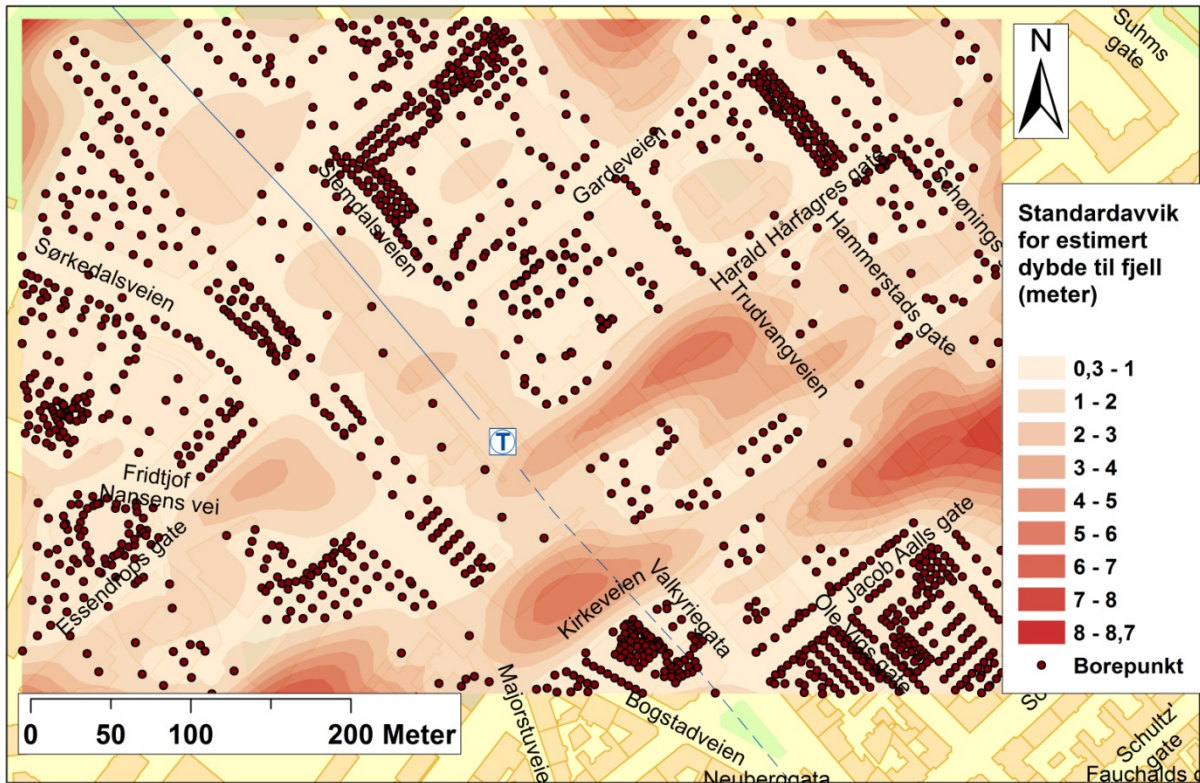 Suhms
gate
N
Gardeveien
Slemdalsveien
Harald Hårfagres gate
Schønings
Hammerstads gate
Trudvangveien
Sørkedalsveien
Standardavvik
for estimert
dybde til fjell
(meter)
0,3 - 1
1 - 2
2 - 3
3 - 4
4 - 5
5 - 6
6 - 7
7 - 8
8 - 8,7
Borepunkt
T
Fridtjof
Nansens vei
Essendrops gate
Kirkeveien
Valkyriegata
Jacob Aalls gate
Ole Vigs gate
Majorstuveien
Bogstadveien
0 50 100 200 Meter
Schultz'
gate
Neuberggata
Fauchalds